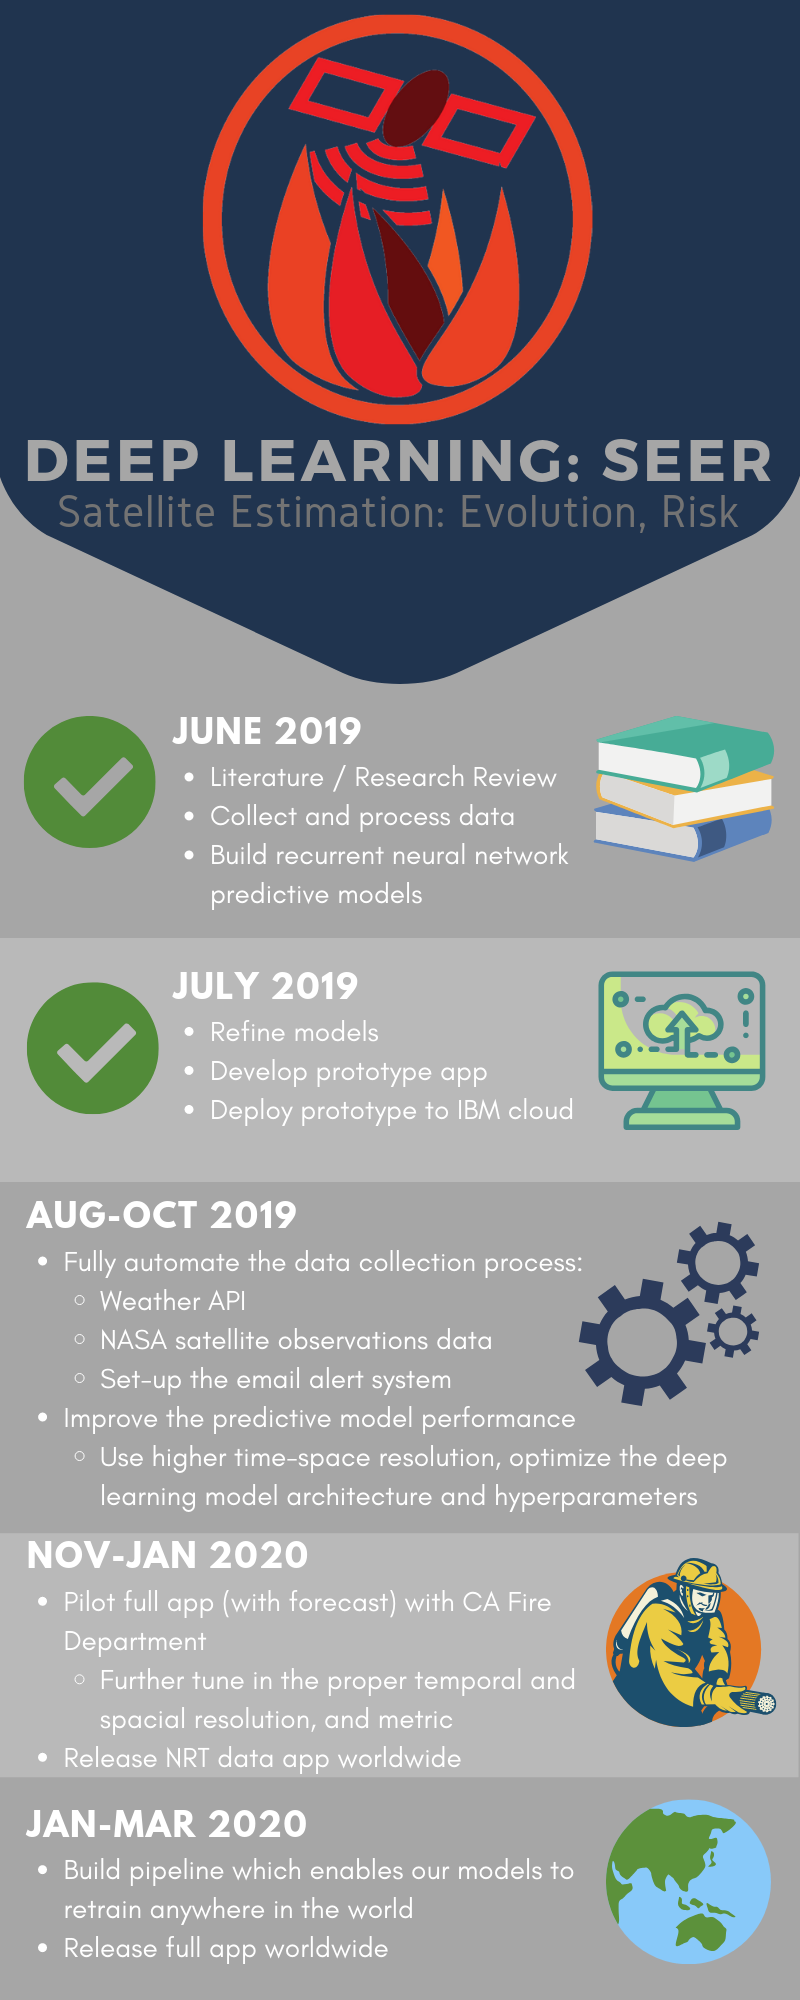 DEEP LEARNING: SEER
Satellite Estimation: Evolution, Risk
JUNE 2019
• Literature / Research Review
• Collect and process data
• Build recurrent neural network
predictive models
JULY 2019
• Refine models
• Develop prototype app
• Deploy prototype to IBM cloud
AUG-OCT 2019
• Fully automate the data collection process:
◦ Weather API
◦ NASA satellite observations data
◦ Set-up the email alert system
• Improve the predictive model performance
◦ Use higher time-space resolution, optimize the deep
learning model architecture and hyperparameters
NOV-JAN 2020
• Pilot full app (with forecast) with CA Fire
Department
◦ Further tune in the proper temporal and
spacial resolution, and metric
• Release NRT data app worldwide
JAN-MAR 2020
• Build pipeline which enables our models to
retrain anywhere in the world
• Release full app worldwide